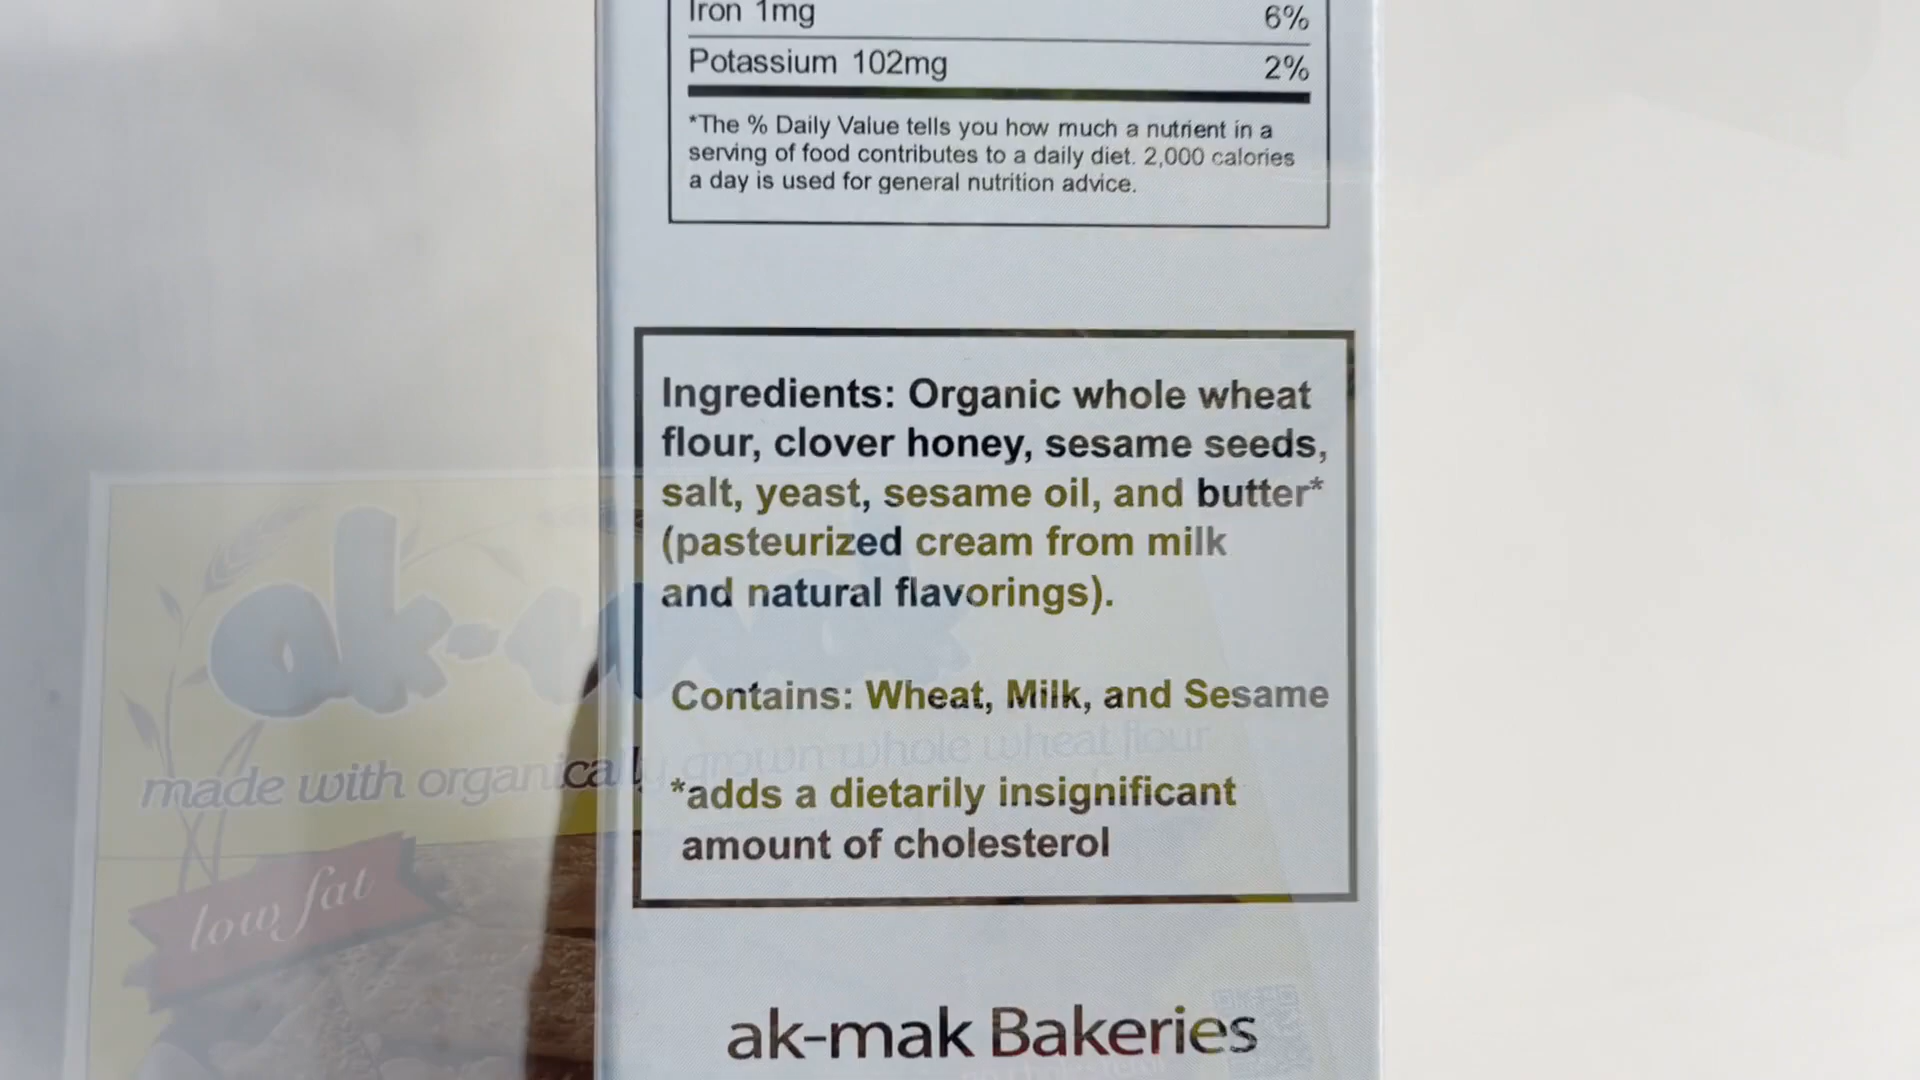 Iron 1mg 6%
Potassium 102mg 2%
*The % Daily Value tells you how much a nutrient in a
serving of food contributes to a daily diet. 2,000 calories
a day is used for general nutrition advice.
Ingredients: Organic whole wheat
flour, clover honey, sesame seeds,
salt, yeast, sesame oil, and butter*
(pasteurized cream from milk
and natural flavorings).
Contains: Wheat, Milk, and Sesame
*adds a dietarily insignificant
amount of cholesterol
ak-mak Bakeries
ak-mak
made with organically grown whole wheat flour
low fat